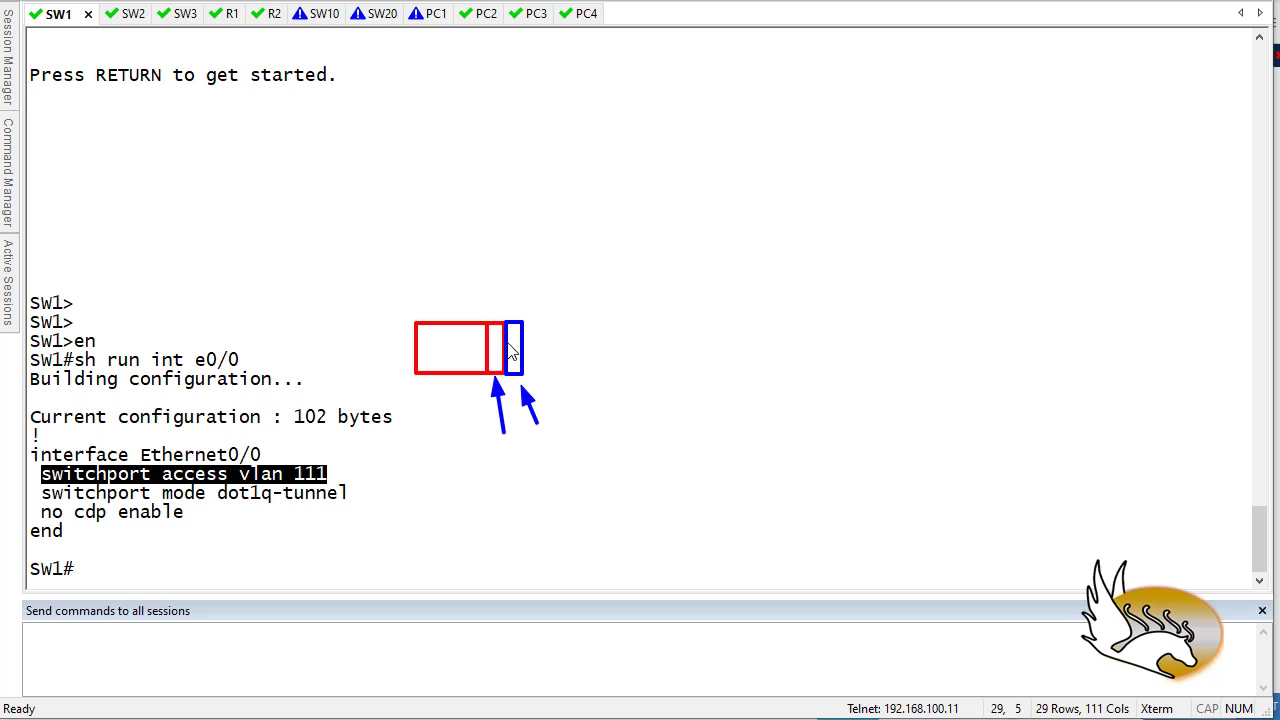 SW1 × SW2 SW3 R1 R2 SW10 SW20 PC1 PC2 PC3 PC4
Session Manager
Command Manager
Active Sessions
Press RETURN to get started.
SW1>
SW1>
SW1>en
SW1#sh run int e0/0
Building configuration...
Current configuration : 102 bytes
!
interface Ethernet0/0
switchport access vlan 111
switchport mode dot1q-tunnel
no cdp enable
end
SW1#
Send commands to all sessions ×
Ready Telnet: 192.168.100.11 29, 5 29 Rows, 111 Cols Xterm CAP NUM